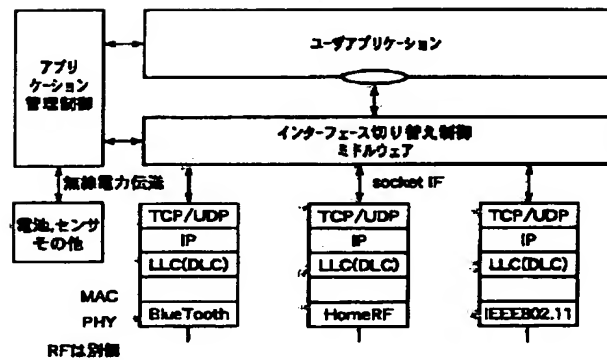 ユーザアプリケーション
アプリ
ケーション
管理制御
インターフェース切り替え制御
ミドルウェア
無線電力伝送
socket IF
電池,センサ
その他
TCP/UDP
IP
LLC(DLC)
BlueTooth
TCP/UDP
IP
LLC(DLC)
HomeRF
TCP/UDP
IP
LLC(DLC)
IEEE802.11
MAC
PHY
RFは別個